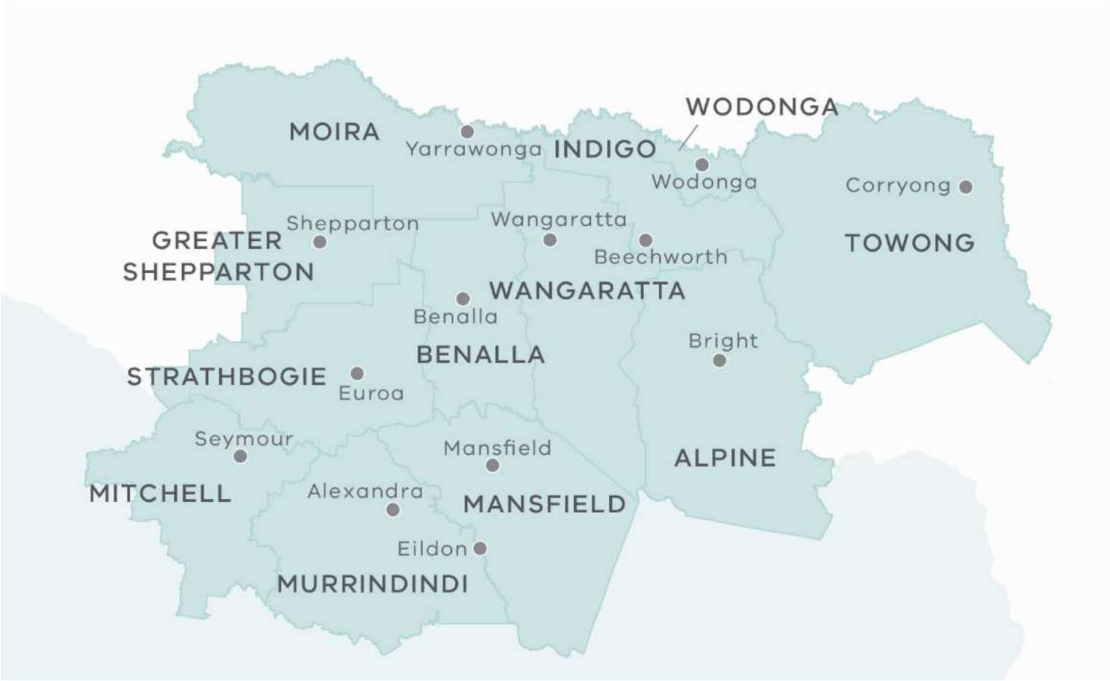 WODONGA
MOIRA
Yarrawonga
INDIGO
Wodonga
Corryong
Shepparton
Wangaratta
GREATER
SHEPPARTON
Beechworth
TOWONG
WANGARATTA
Benalla
Bright
BENALLA
STRATHBOGIE
Euroa
Seymour
Mansfield
ALPINE
MITCHELL
Alexandra
MANSFIELD
Eildon
MURRINDINDI